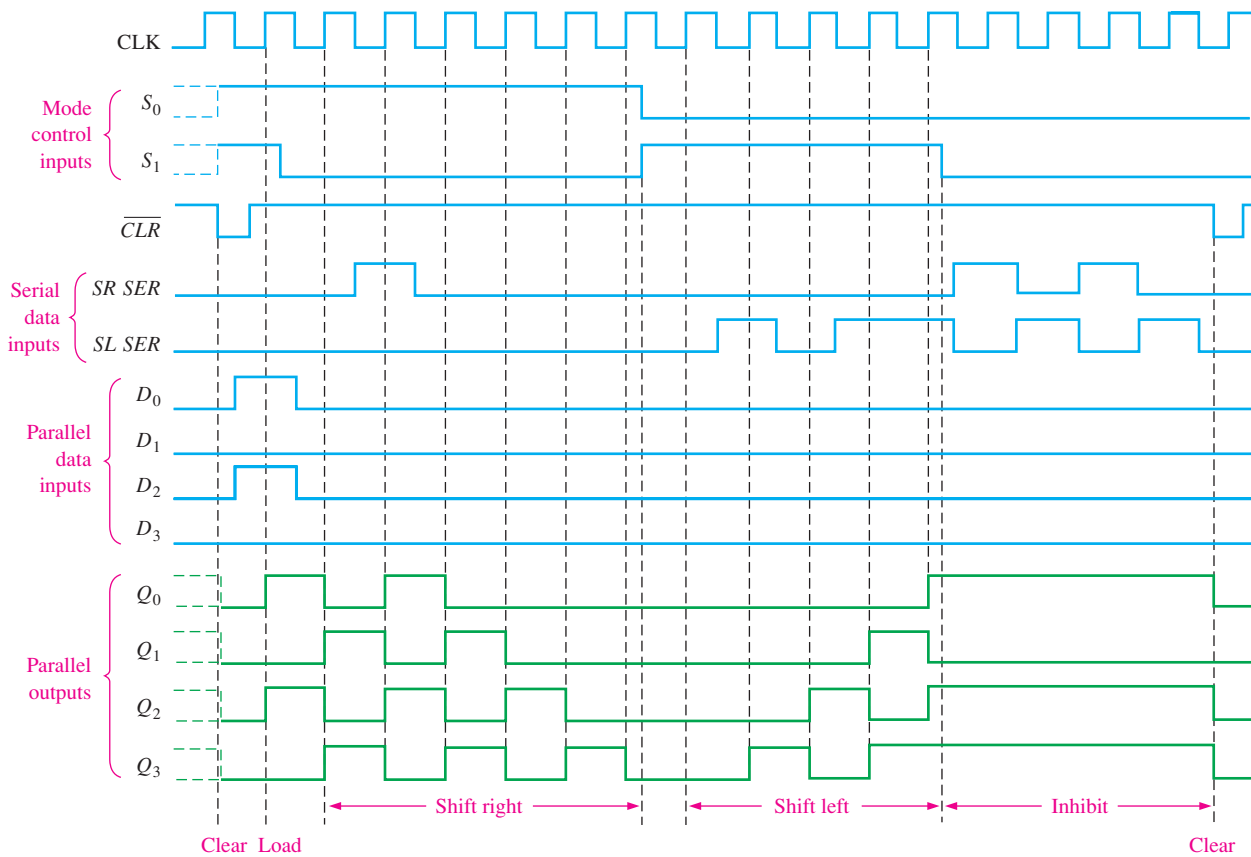 CLK
Mode control inputs
S0
S1
CLR
Serial data inputs
SR SER
SL SER
Parallel data inputs
D0
D1
D2
D3
Parallel outputs
Q0
Q1
Q2
Q3
Shift right
Shift left
Inhibit
Clear Load
Clear